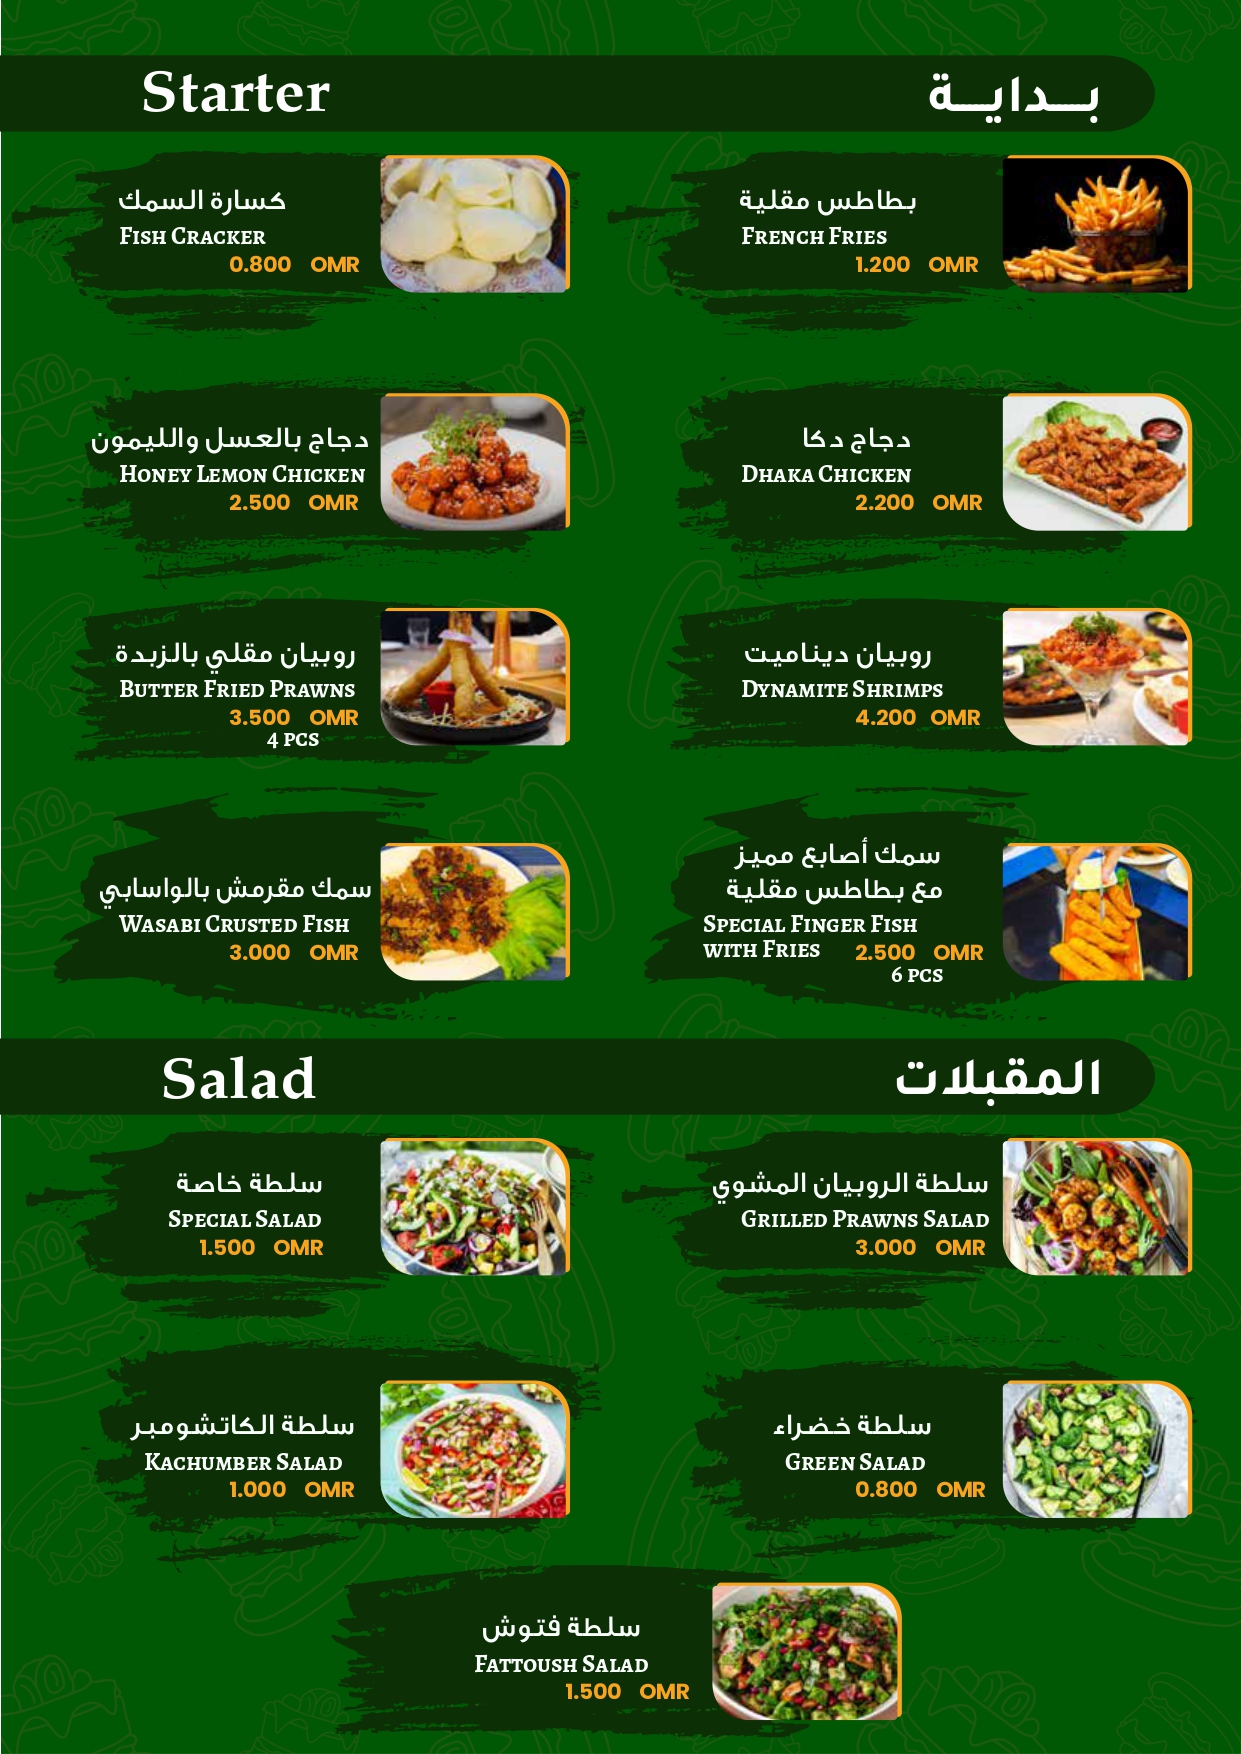 Starter
بـــدايـــة
كسارة السمك
Fish Cracker
0.800 OMR
بطاطس مقلية
French Fries
1.200 OMR
دجاج بالعسل والليمون
Honey Lemon Chicken
2.500 OMR
دجاج دكا
Dhaka Chicken
2.200 OMR
روبيان مقلي بالزبدة
Butter Fried Prawns
3.500 OMR
4 pcs
روبيان ديناميت
Dynamite Shrimps
4.200 OMR
سمك مقرمش بالواسابي
Wasabi Crusted Fish
3.000 OMR
سمك أصابع مميز
مع بطاطس مقلية
Special Finger Fish
with Fries 2.500 OMR
6 pcs
Salad
المقبلات
سلطة خاصة
Special Salad
1.500 OMR
سلطة الروبيان المشوي
Grilled Prawns Salad
3.000 OMR
سلطة الكاتشومبر
Kachumber Salad
1.000 OMR
سلطة خضراء
Green Salad
0.800 OMR
سلطة فتوش
Fattoush Salad
1.500 OMR